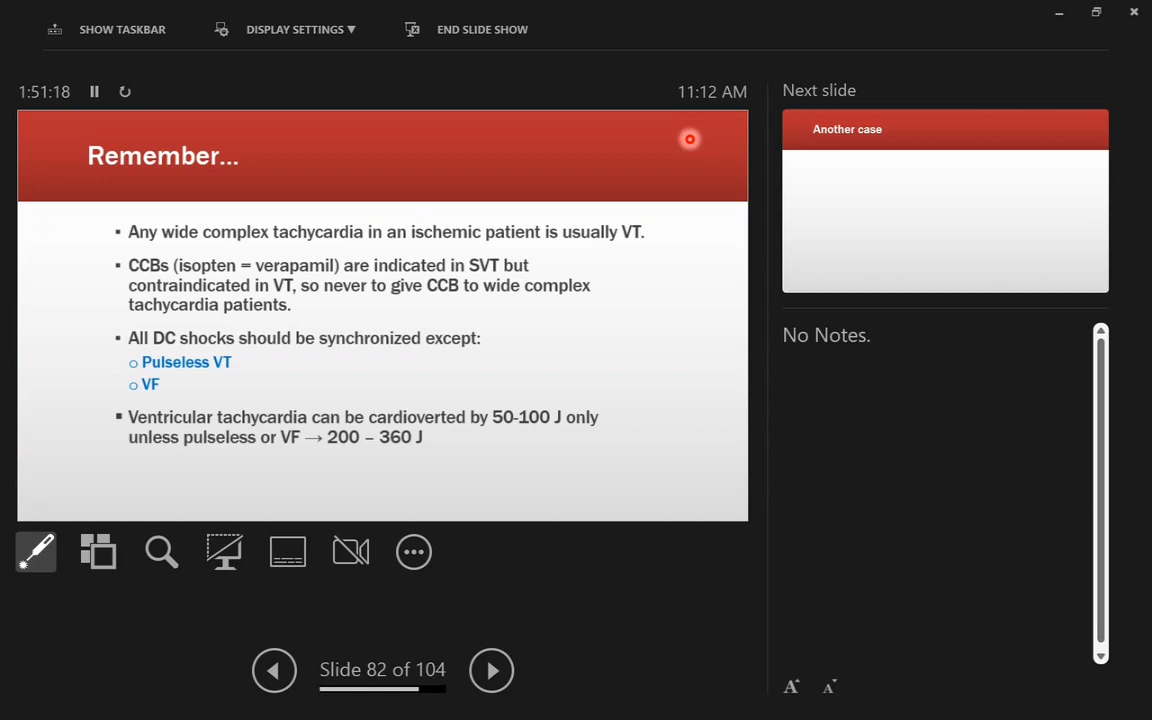 SHOW TASKBAR
DISPLAY SETTINGS ▼
END SLIDE SHOW
1:51:18
11:12 AM
Remember...
▪ Any wide complex tachycardia in an ischemic patient is usually VT.
▪ CCBs (isopten = verapamil) are indicated in SVT but
contraindicated in VT, so never to give CCB to wide complex
tachycardia patients.
▪ All DC shocks should be synchronized except:
o Pulseless VT
o VF
▪ Ventricular tachycardia can be cardioverted by 50-100 J only
unless pulseless or VF → 200 – 360 J
Slide 82 of 104
Next slide
Another case
No Notes.
A
A